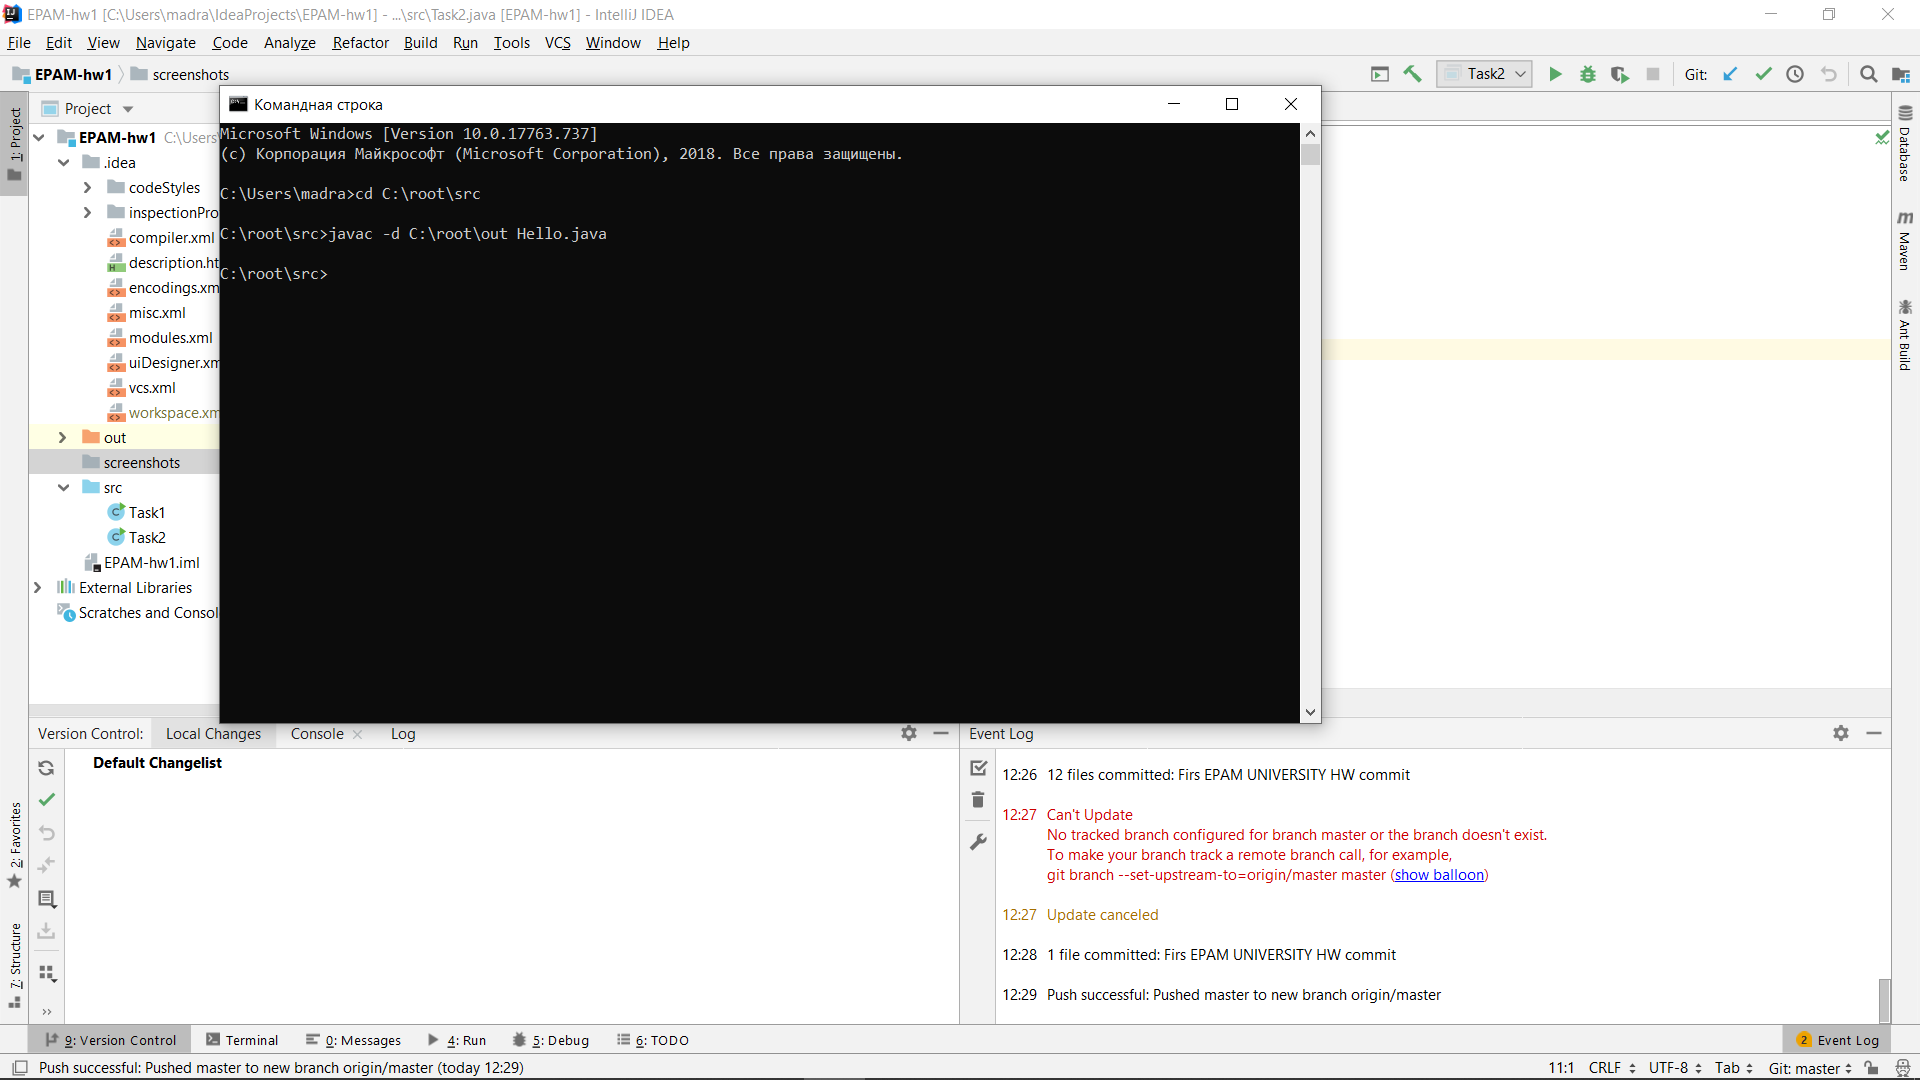 EPAM-hw1 [C:\Users\madra\IdeaProjects\EPAM-hw1] - ...\src\Task2.java [EPAM-hw1] - IntelliJ IDEA
File Edit View Navigate Code Analyze Refactor Build Run Tools VCS Window Help
EPAM-hw1 screenshots Task2 Git:
1: Project
Project
EPAM-hw1 C:\Users
.idea
codeStyles
inspectionPro
compiler.xml
description.ht
encodings.xm
misc.xml
modules.xml
uiDesigner.xm
vcs.xml
workspace.xm
out
screenshots
src
Task1
Task2
EPAM-hw1.iml
External Libraries
Scratches and Consol
Командная строка
Microsoft Windows [Version 10.0.17763.737]
(c) Корпорация Майкрософт (Microsoft Corporation), 2018. Все права защищены.
C:\Users\madra>cd C:\root\src
C:\root\src>javac -d C:\root\out Hello.java
C:\root\src>
Database
Maven
Ant Build
2: Favorites
7: Structure
Version Control: Local Changes Console Log
Default Changelist
Event Log
12:26 12 files committed: Firs EPAM UNIVERSITY HW commit
12:27 Can't Update
No tracked branch configured for branch master or the branch doesn't exist.
To make your branch track a remote branch call, for example,
git branch --set-upstream-to=origin/master master (show balloon)
12:27 Update canceled
12:28 1 file committed: Firs EPAM UNIVERSITY HW commit
12:29 Push successful: Pushed master to new branch origin/master
9: Version Control Terminal 0: Messages 4: Run 5: Debug 6: TODO 2 Event Log
Push successful: Pushed master to new branch origin/master (today 12:29) 11:1 CRLF UTF-8 Tab Git: master